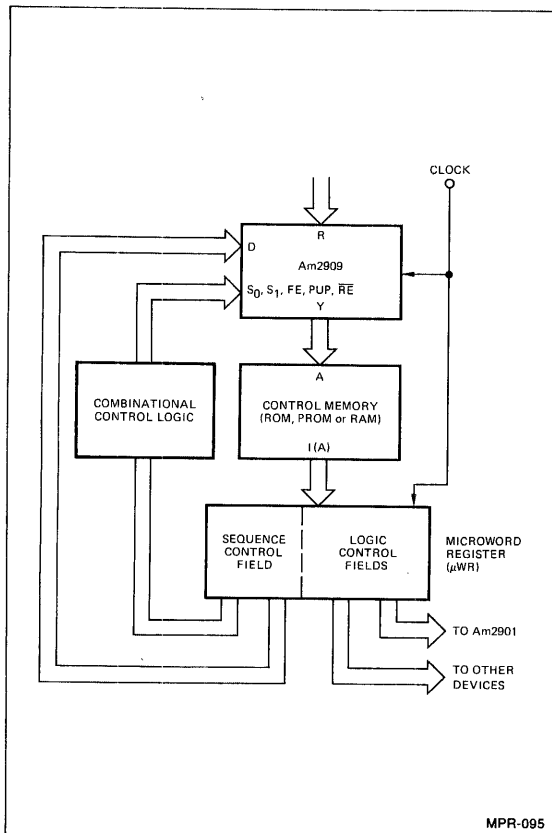 CLOCK
R
D
Am2909
S₀, S₁, FE, PUP, R̅E̅
Y
A
COMBINATIONAL
CONTROL LOGIC
CONTROL MEMORY
(ROM, PROM or RAM)
I (A)
SEQUENCE
CONTROL
FIELD
LOGIC
CONTROL
FIELDS
MICROWORD
REGISTER
(μWR)
TO Am2901
TO OTHER
DEVICES
MPR-095